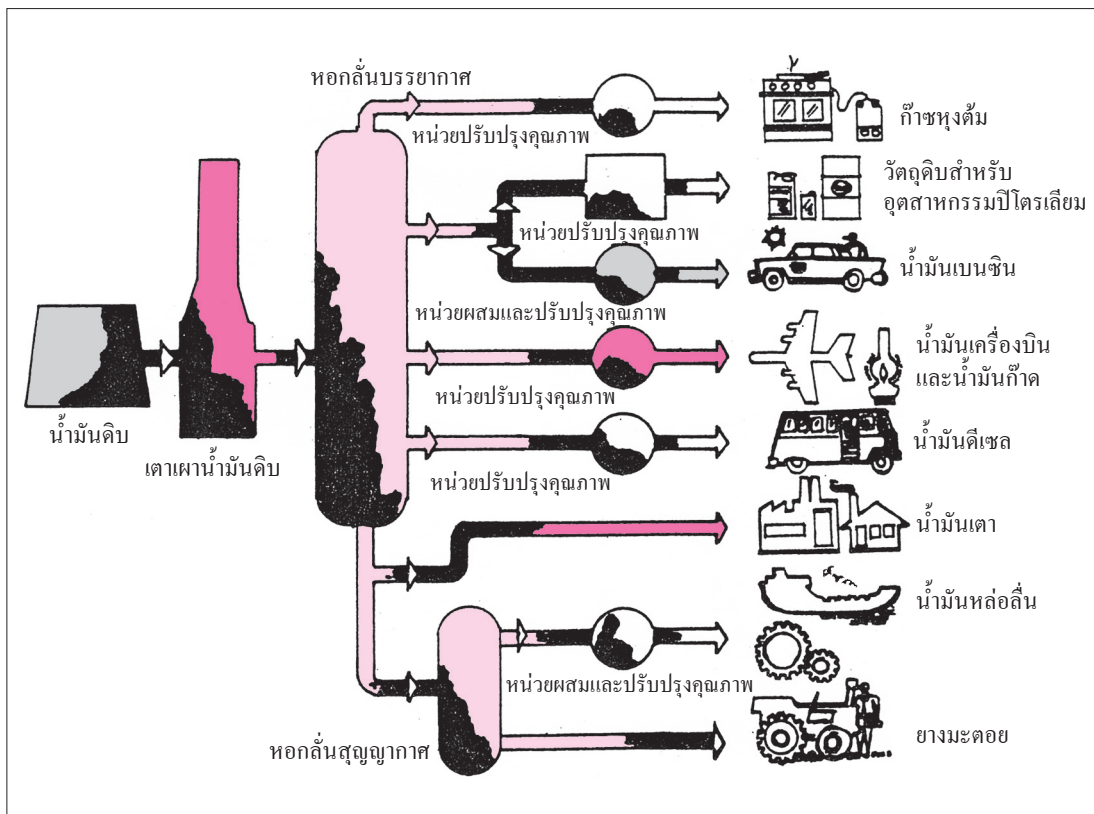 หอกลั่นบรรยากาศ
หน่วยปรับปรุงคุณภาพ
ก๊าซหุงต้ม
วัตถุดิบสำหรับ
อุตสาหกรรมปิโตรเลียม
หน่วยปรับปรุงคุณภาพ
น้ำมันเบนซิน
หน่วยผสมและปรับปรุงคุณภาพ
น้ำมันเครื่องบิน
และน้ำมันก๊าด
น้ำมันดิบ
เตาเผาน้ำมันดิบ
หน่วยปรับปรุงคุณภาพ
น้ำมันดีเซล
หน่วยปรับปรุงคุณภาพ
น้ำมันเตา
น้ำมันหล่อลื่น
หน่วยผสมและปรับปรุงคุณภาพ
หอกลั่นสุญญากาศ
ยางมะตอย